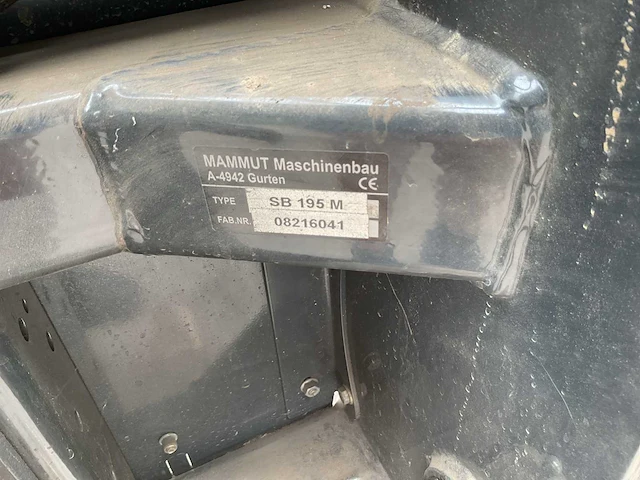 MAMMUT Maschinenbau
A-4942 Gurten CE
TYPE SB 195 M
FAB.NR. 08216041